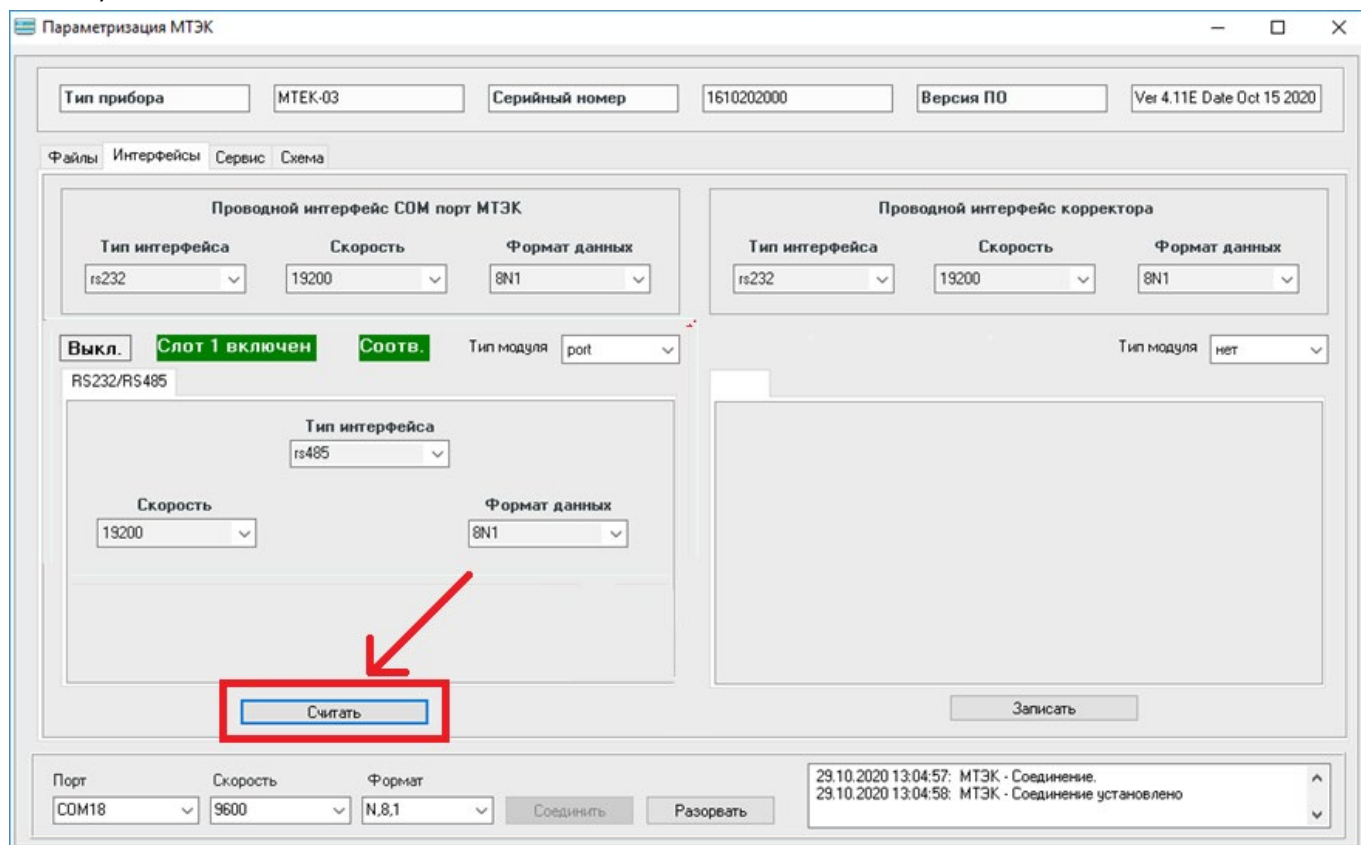 Параметризация МТЭК
Тип прибора MTEK-03 Серийный номер 1610202000 Версия ПО Ver 4.11E Date Oct 15 2020
Файлы Интерфейсы Сервис Схема
Проводной интерфейс COM порт МТЭК
Тип интерфейса Скорость Формат данных
rs232 19200 8N1
Проводной интерфейс корректора
Тип интерфейса Скорость Формат данных
rs232 19200 8N1
Выкл. Слот 1 включен Соотв. Тип модуля port
RS232/RS485
Тип интерфейса
rs485
Скорость Формат данных
19200 8N1
Считать
Тип модуля нет
Записать
Порт Скорость Формат
COM18 9600 N,8,1 Соединить Разорвать
29.10.2020 13:04:57: МТЭК - Соединение.
29.10.2020 13:04:58: МТЭК - Соединение установлено